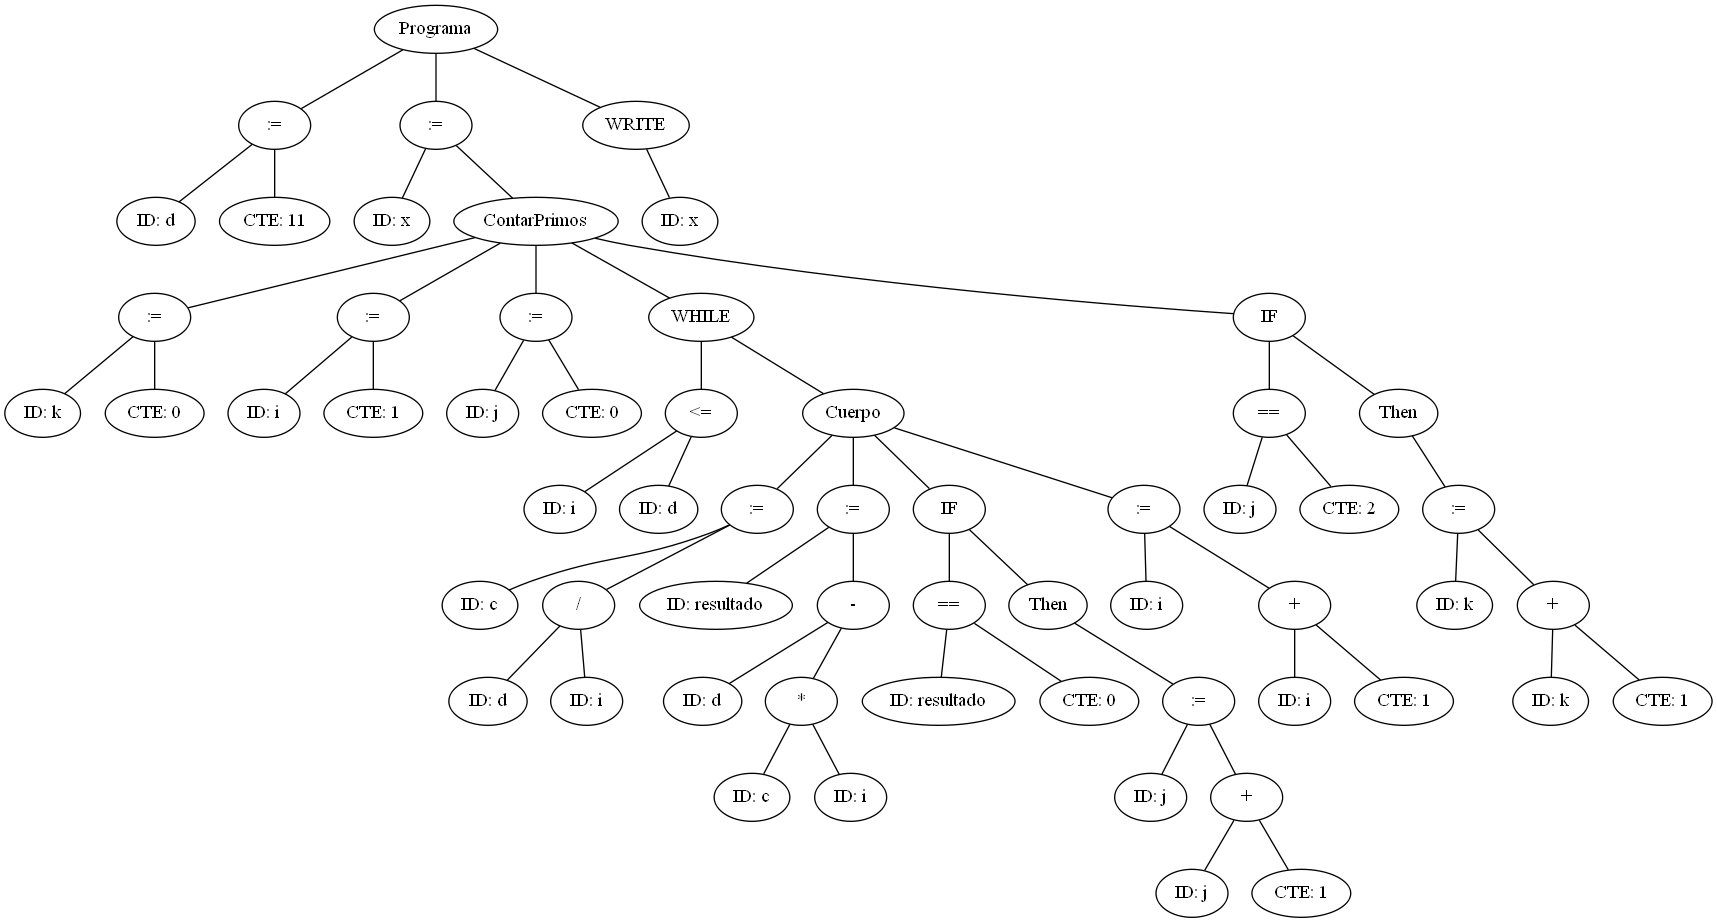 Programa
:=
:=
WRITE
ID: d
CTE: 11
ID: x
ContarPrimos
ID: x
:=
:=
:=
WHILE
IF
ID: k
CTE: 0
ID: i
CTE: 1
ID: j
CTE: 0
<=
Cuerpo
==
Then
ID: i
ID: d
:=
:=
IF
:=
ID: j
CTE: 2
:=
ID: c
/
ID: resultado
-
==
Then
ID: i
+
ID: k
+
ID: d
ID: i
ID: d
*
ID: resultado
CTE: 0
:=
ID: i
CTE: 1
ID: k
CTE: 1
ID: c
ID: i
ID: j
+
ID: j
CTE: 1